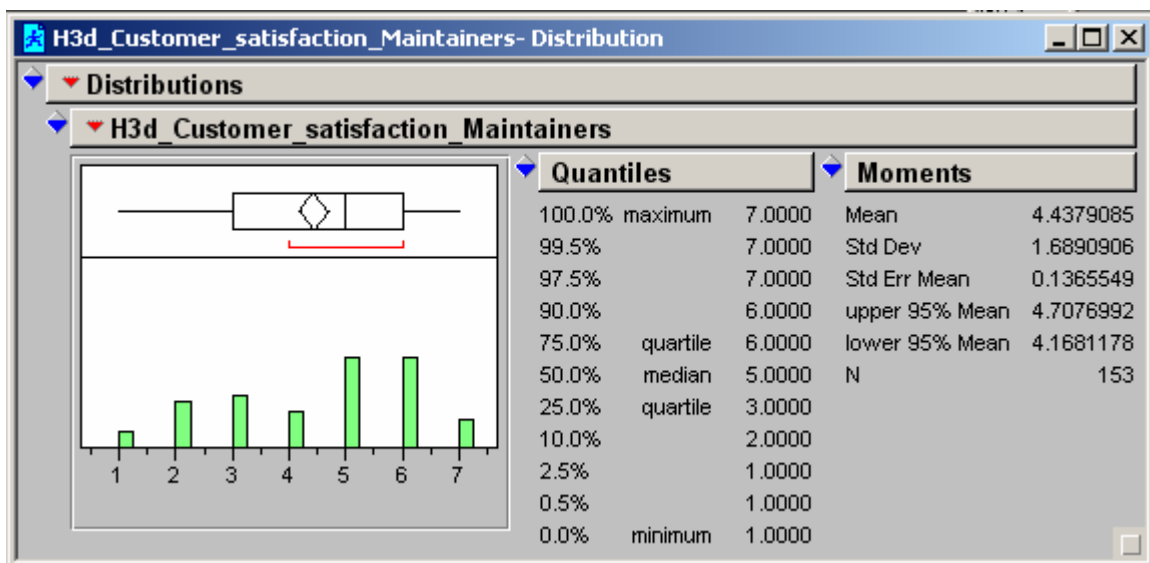 H3d_Customer_satisfaction_Maintainers- Distribution
Distributions
H3d_Customer_satisfaction_Maintainers
1 2 3 4 5 6 7
Quantiles
100.0% maximum 7.0000
99.5% 7.0000
97.5% 7.0000
90.0% 6.0000
75.0% quartile 6.0000
50.0% median 5.0000
25.0% quartile 3.0000
10.0% 2.0000
2.5% 1.0000
0.5% 1.0000
0.0% minimum 1.0000
Moments
Mean 4.4379085
Std Dev 1.6890906
Std Err Mean 0.1365549
upper 95% Mean 4.7076992
lower 95% Mean 4.1681178
N 153